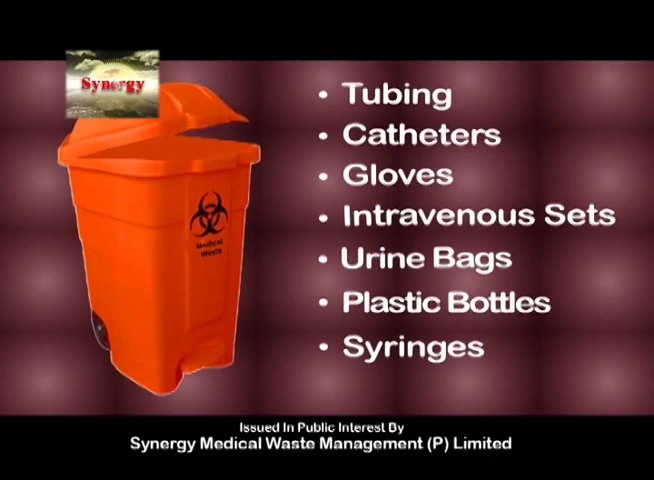 Synergy
• Tubing
• Catheters
• Gloves
• Intravenous Sets
• Urine Bags
• Plastic Bottles
• Syringes
Medical
Waste
Issued In Public Interest By
Synergy Medical Waste Management (P) Limited